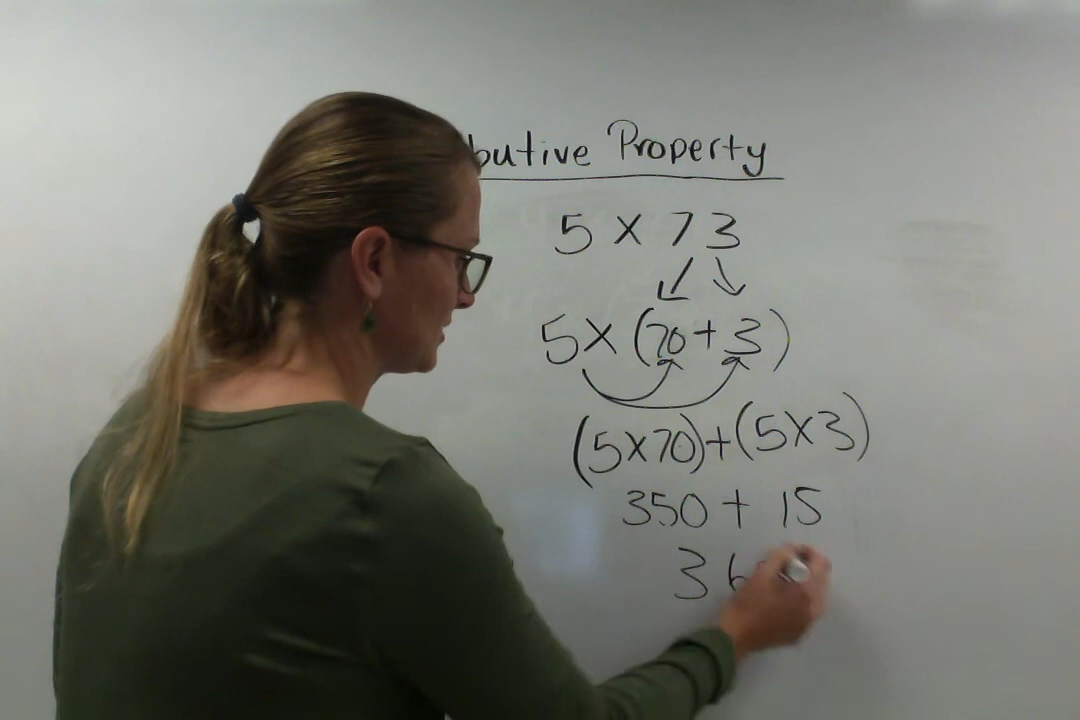 butive Property
5 x 73
5x (70+3)
(5x70)+(5x3)
350 + 15
36